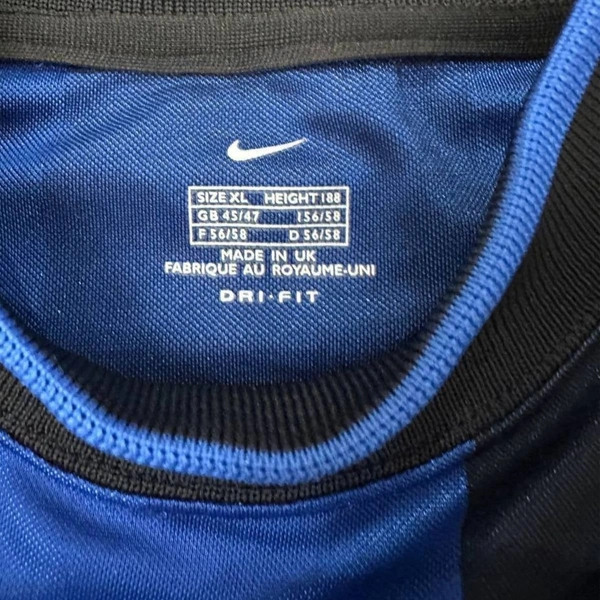 SIZE XL HEIGHT 188
GB 45/47 I 56/58
F 56/58 D 56/58
MADE IN UK
FABRIQUE AU ROYAUME-UNI
DRI-FIT